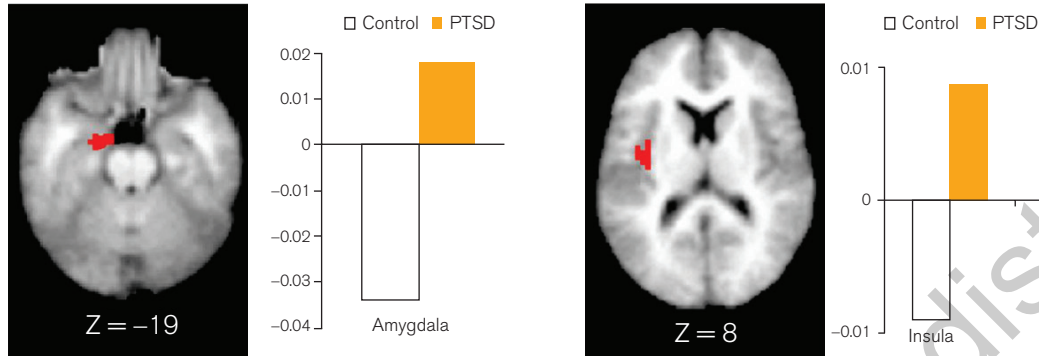 □ Control ■ PTSD
0.02
0.01
0
−0.01
−0.02
−0.03
−0.04
Amygdala
Z = −19
□ Control ■ PTSD
0.01
0
−0.01
Insula
Z = 8
dist